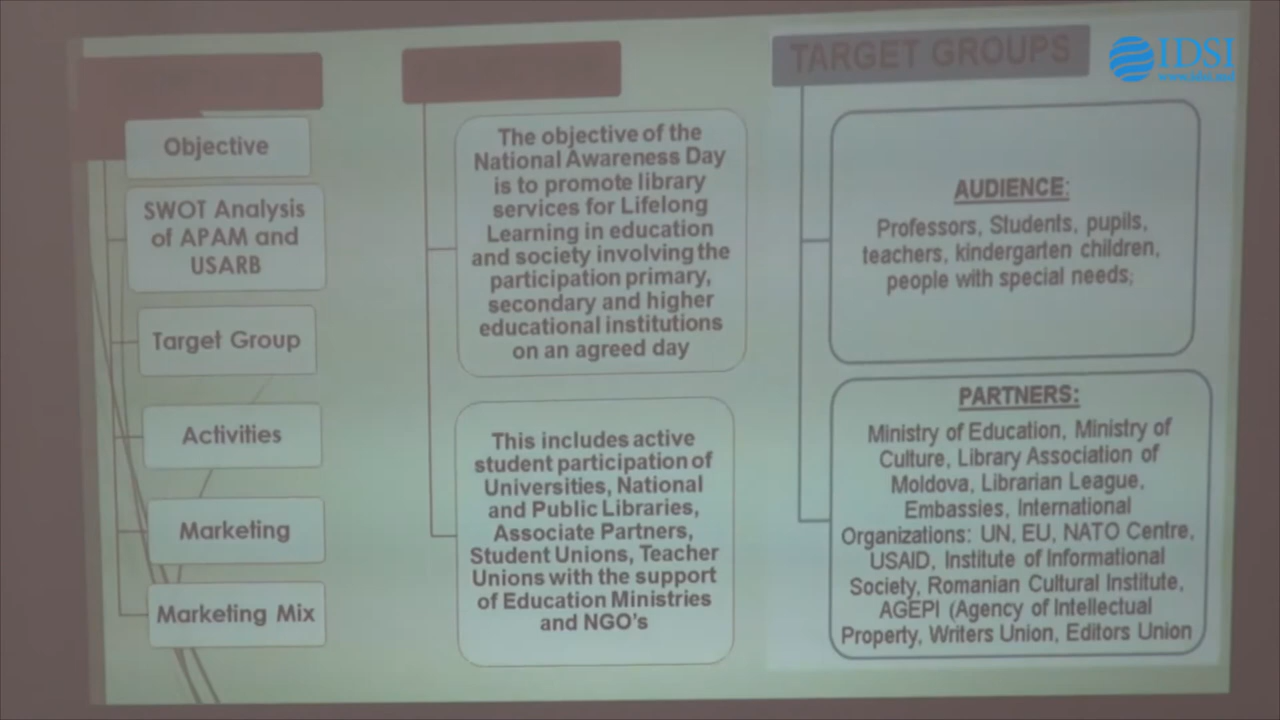 Objective
SWOT Analysis
of APAM and
USARB
Target Group
Activities
Marketing
Marketing Mix
The objective of the
National Awareness Day
is to promote library
services for Lifelong
Learning in education
and society involving the
participation primary,
secondary and higher
educational institutions
on an agreed day
This includes active
student participation of
Universities, National
and Public Libraries,
Associate Partners,
Student Unions, Teacher
Unions with the support
of Education Ministries
and NGO's
TARGET GROUPS
AUDIENCE:
Professors, Students, pupils,
teachers, kindergarten children,
people with special needs;
PARTNERS:
Ministry of Education, Ministry of
Culture, Library Association of
Moldova, Librarian League,
Embassies, International
Organizations: UN, EU, NATO Centre,
USAID, Institute of Informational
Society, Romanian Cultural Institute,
AGEPI (Agency of Intellectual
Property, Writers Union, Editors Union
IDSI
www.idsi.md